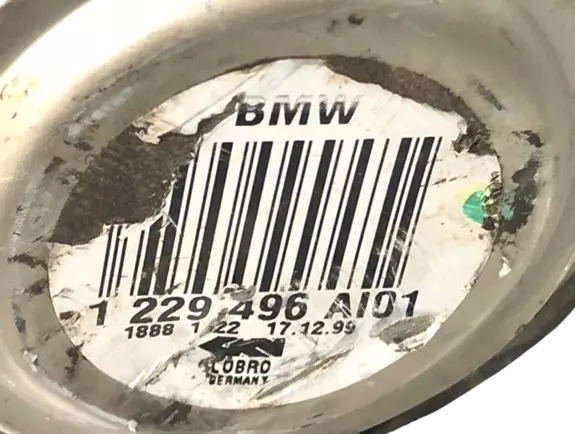 BMW
1 229 496 AI01
1888 1 22 17.12.99
LÖBRO
GERMANY